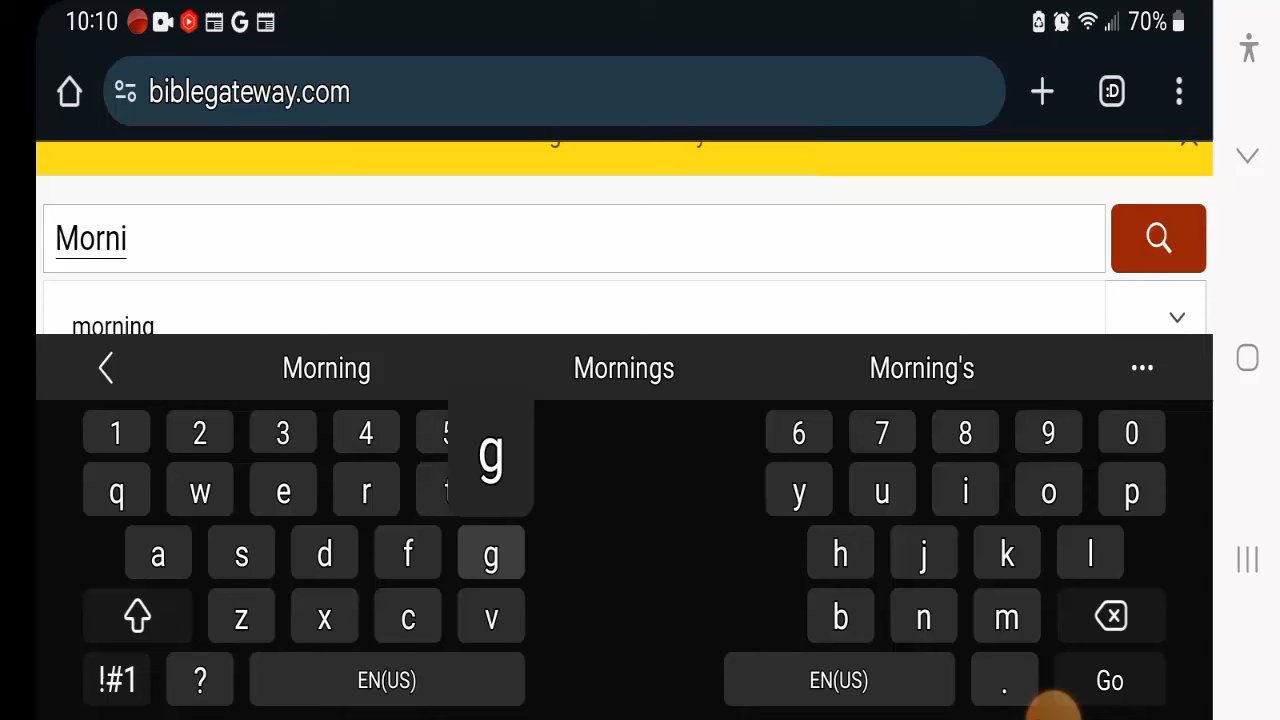 10:10 G 70%
biblegateway.com + :D
Morni
morning
Morning Mornings Morning's ...
1 2 3 4 5 6 7 8 9 0
g
q w e r t y u i o p
a s d f g h j k l
z x c v b n m
!#1 ? EN(US) EN(US) . Go